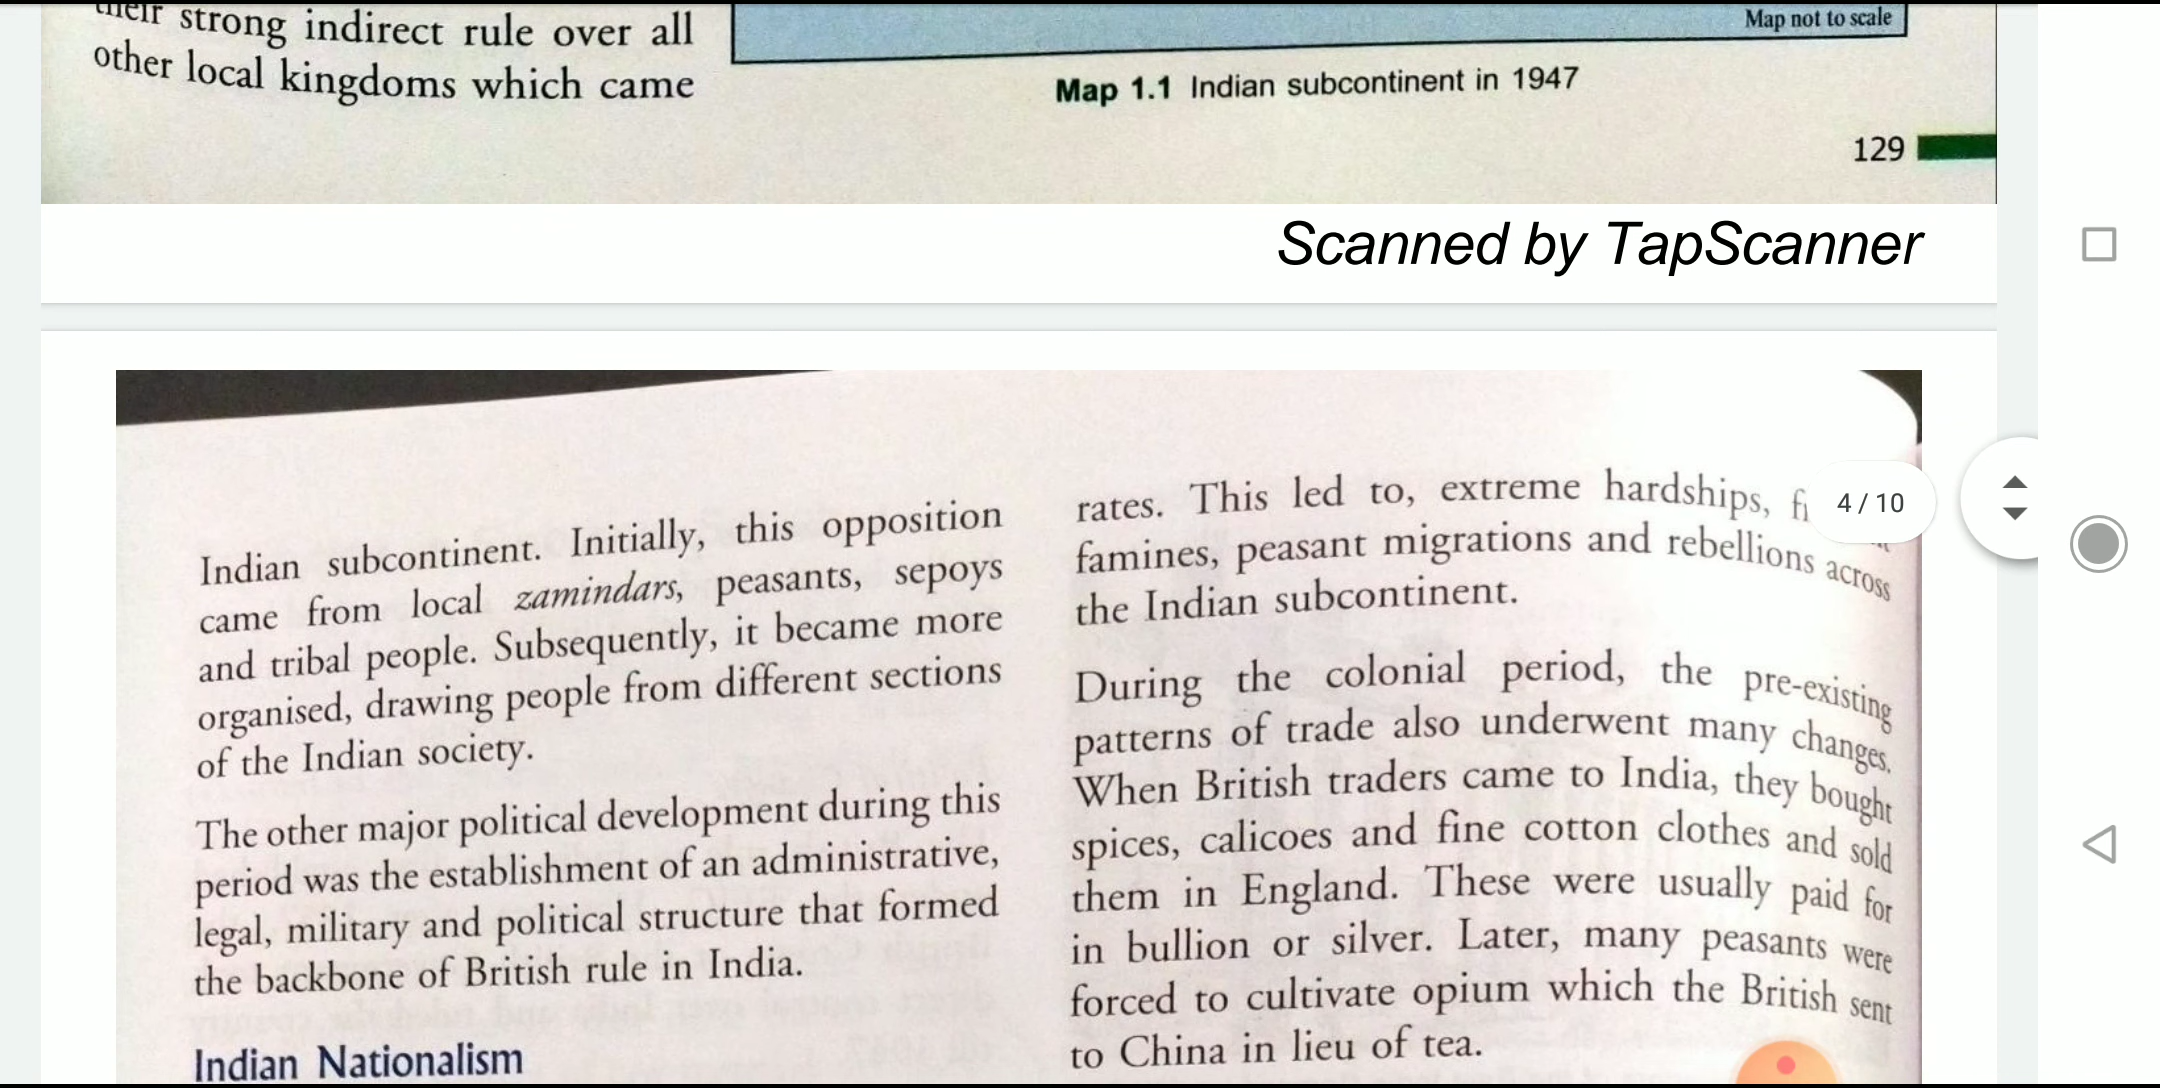 their strong indirect rule over all
other local kingdoms which came
Map not to scale
Map 1.1 Indian subcontinent in 1947
129
Scanned by TapScanner
Indian subcontinent. Initially, this opposition
came from local zamindars, peasants, sepoys
and tribal people. Subsequently, it became more
organised, drawing people from different sections
of the Indian society.
The other major political development during this
period was the establishment of an administrative,
legal, military and political structure that formed
the backbone of British rule in India.
Indian Nationalism
rates. This led to, extreme hardships,
famines, peasant migrations and rebellions across
the Indian subcontinent.
During the colonial period, the pre-existing
patterns of trade also underwent many changes.
When British traders came to India, they bought
spices, calicoes and fine cotton clothes and sold
them in England. These were usually paid for
in bullion or silver. Later, many peasants were
forced to cultivate opium which the British sent
to China in lieu of tea.
4 / 10